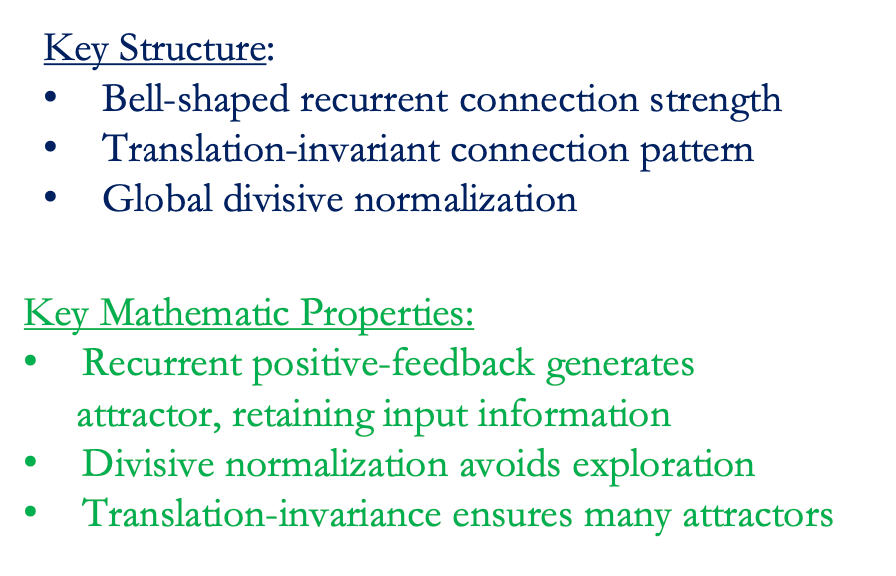 Key Structure:
• Bell-shaped recurrent connection strength
• Translation-invariant connection pattern
• Global divisive normalization
Key Mathematic Properties:
• Recurrent positive-feedback generates
attractor, retaining input information
• Divisive normalization avoids exploration
• Translation-invariance ensures many attractors